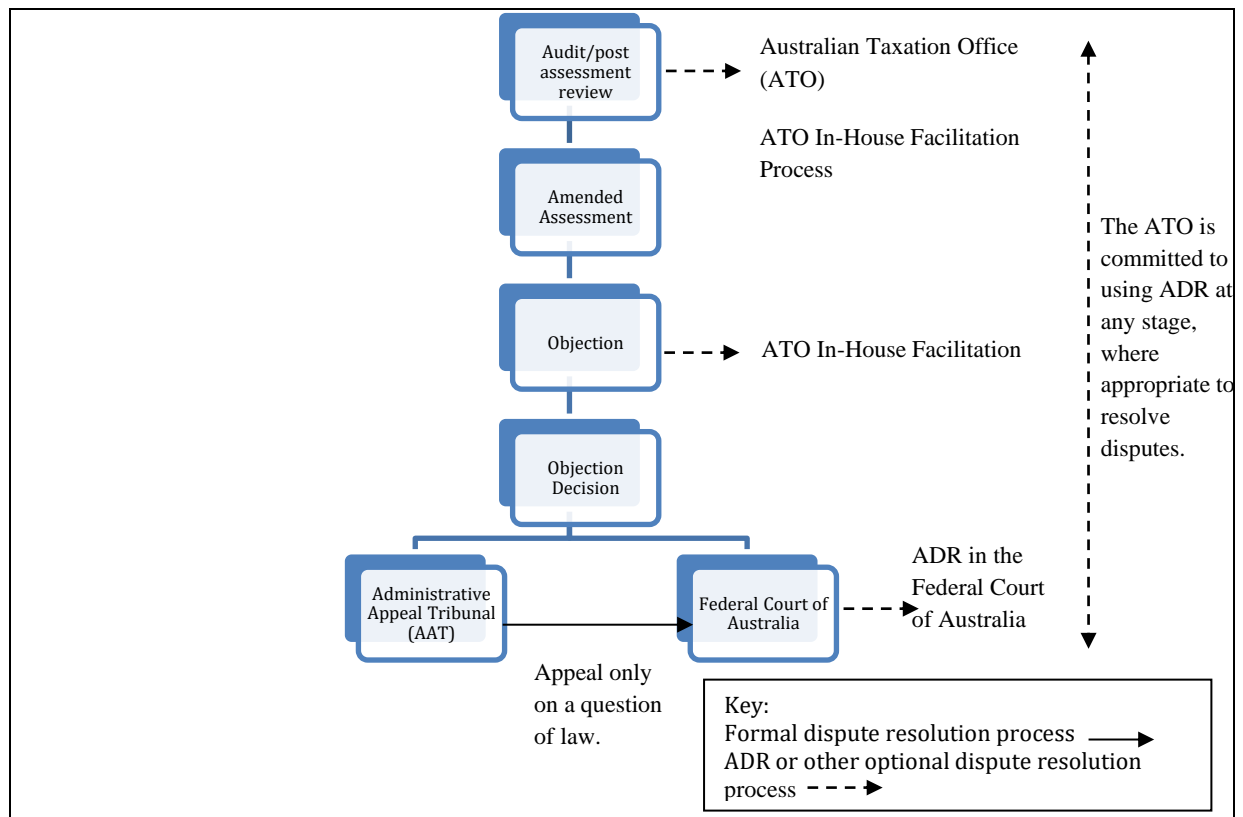 Audit/post
assessment
review
Australian Taxation Office
(ATO)
ATO In-House Facilitation
Process
Amended
Assessment
The ATO is
committed to
using ADR at
any stage,
where
appropriate to
resolve
disputes.
Objection
ATO In-House Facilitation
Objection
Decision
Administrative
Appeal Tribunal
(AAT)
Federal Court of
Australia
ADR in the
Federal Court
of Australia
Appeal only
on a question
of law.
Key:
Formal dispute resolution process
ADR or other optional dispute resolution
process